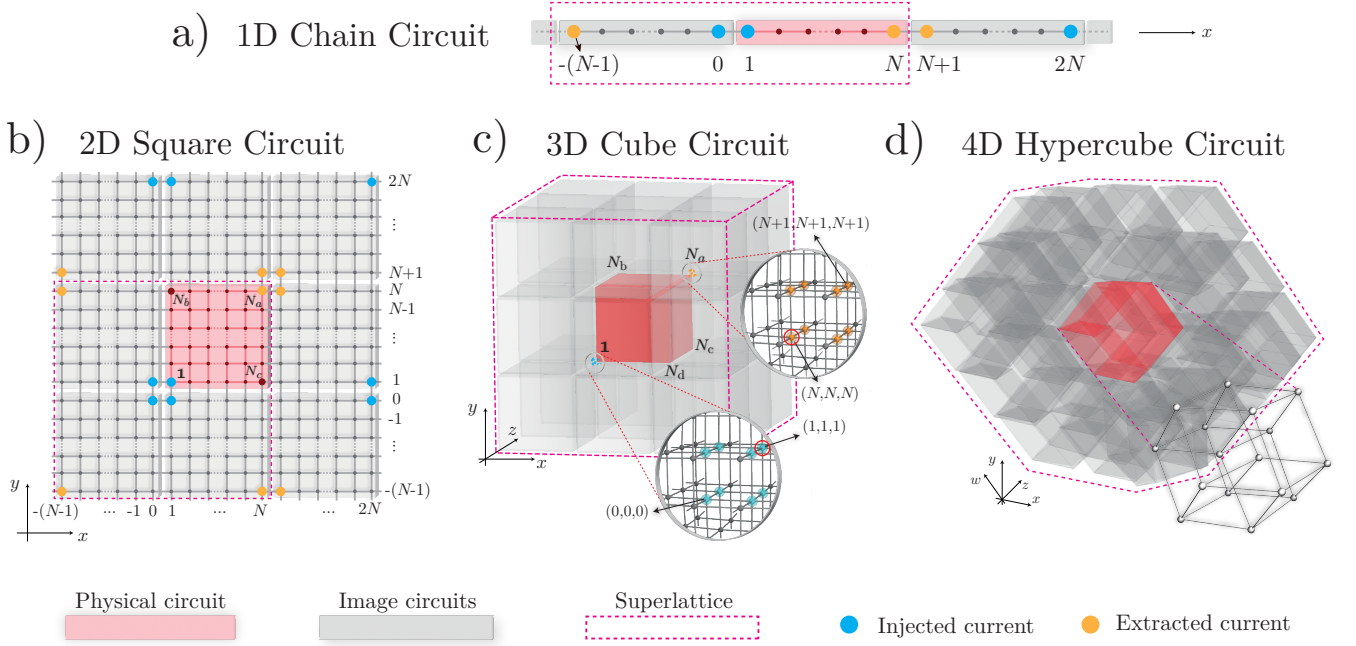 a) 1D Chain Circuit
-(N-1) 0 1 N N+1 2N
x
b) 2D Square Circuit
2N
⋮
N+1
N
N-1
⋮
1
0
-1
⋮
-(N-1)
N_b N_a
1 N_c
-(N-1) ... -1 0 1 ... N ... 2N
y
x
c) 3D Cube Circuit
(N+1,N+1,N+1)
N_b N_a
1 N_c
N_d
(N,N,N)
(1,1,1)
(0,0,0)
y
z
x
d) 4D Hypercube Circuit
y
w z
x
Physical circuit
Image circuits
Superlattice
Injected current
Extracted current